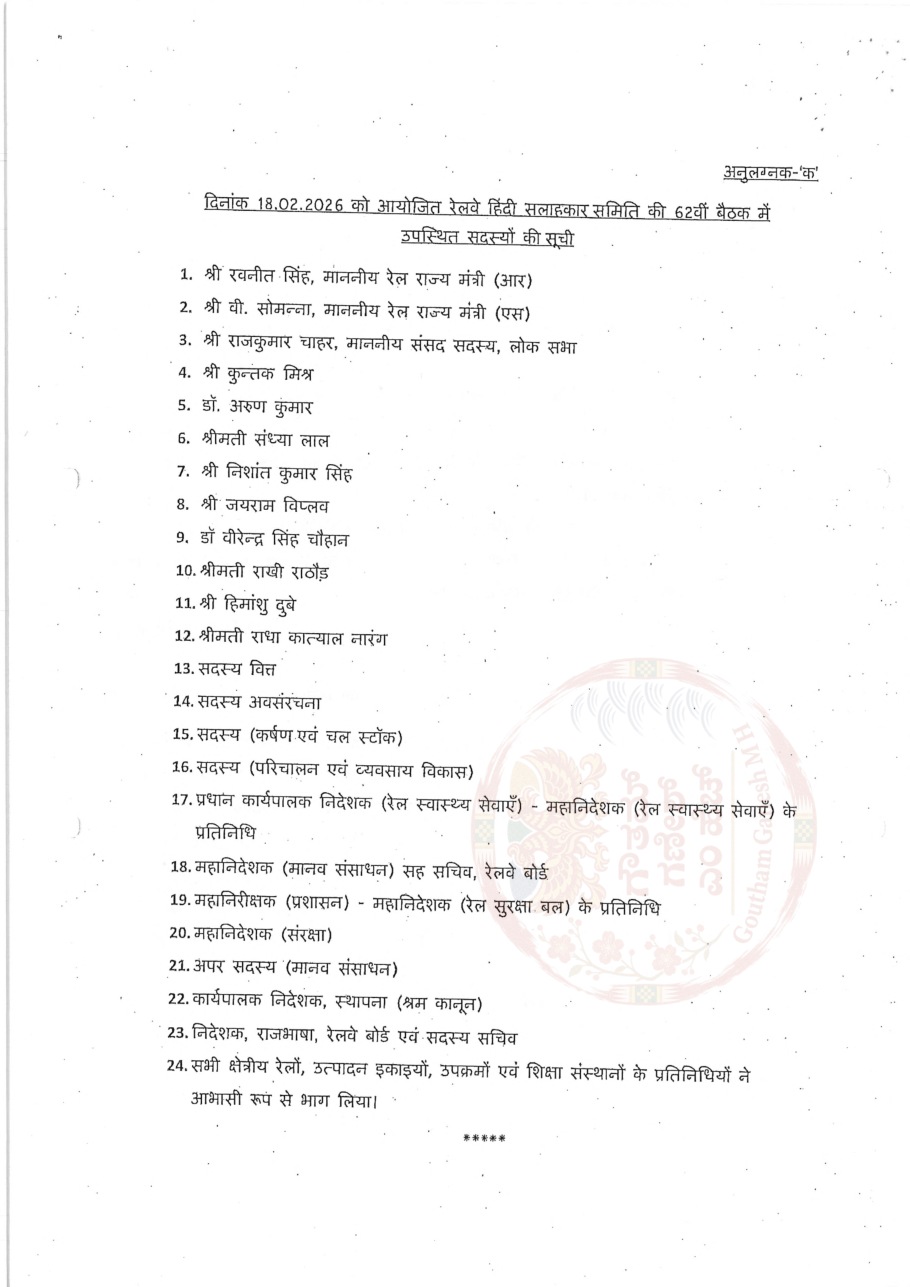 अनुलग्नक-'क'
दिनांक 18.02.2026 को आयोजित रेलवे हिंदी सलाहकार समिति की 62वीं बैठक में
उपस्थित सदस्यों की सूची
1. श्री रवनीत सिंह, माननीय रेल राज्य मंत्री (आर)
2. श्री वी. सोमन्ना, माननीय रेल राज्य मंत्री (एस)
3. श्री राजकुमार चाहर, माननीय संसद सदस्य, लोक सभा
4. श्री कुन्तक मिश्र
5. डॉ. अरुण कुमार
6. श्रीमती संध्या लाल
7. श्री निशांत कुमार सिंह
8. श्री जयराम विप्लव
9. डॉ वीरेन्द्र सिंह चौहान
10. श्रीमती राखी राठौड़
11. श्री हिमांशु दुबे
12. श्रीमती राधा कात्याल नारंग
13. सदस्य वित्त
14. सदस्य अवसंरचना
15. सदस्य (कर्षण एवं चल स्टॉक)
16. सदस्य (परिचालन एवं व्यवसाय विकास)
17. प्रधान कार्यपालक निदेशक (रेल स्वास्थ्य सेवाएँ) - महानिदेशक (रेल स्वास्थ्य सेवाएँ) के
प्रतिनिधि
18. महानिदेशक (मानव संसाधन) सह सचिव, रेलवे बोर्ड
19. महानिरीक्षक (प्रशासन) - महानिदेशक (रेल सुरक्षा बल) के प्रतिनिधि
20. महानिदेशक (संरक्षा)
21. अपर सदस्य (मानव संसाधन)
22. कार्यपालक निदेशक, स्थापना (श्रम कानून)
23. निदेशक, राजभाषा, रेलवे बोर्ड एवं सदस्य सचिव
24. सभी क्षेत्रीय रेलों, उत्पादन इकाइयों, उपक्रमों एवं शिक्षा संस्थानों के प्रतिनिधियों ने
आभासी रूप से भाग लिया।
*****
ಗೌತಮ್
ಗಣೇಶ್
ಎಂ ಹೆಚ್
Goutham Ganesh MH